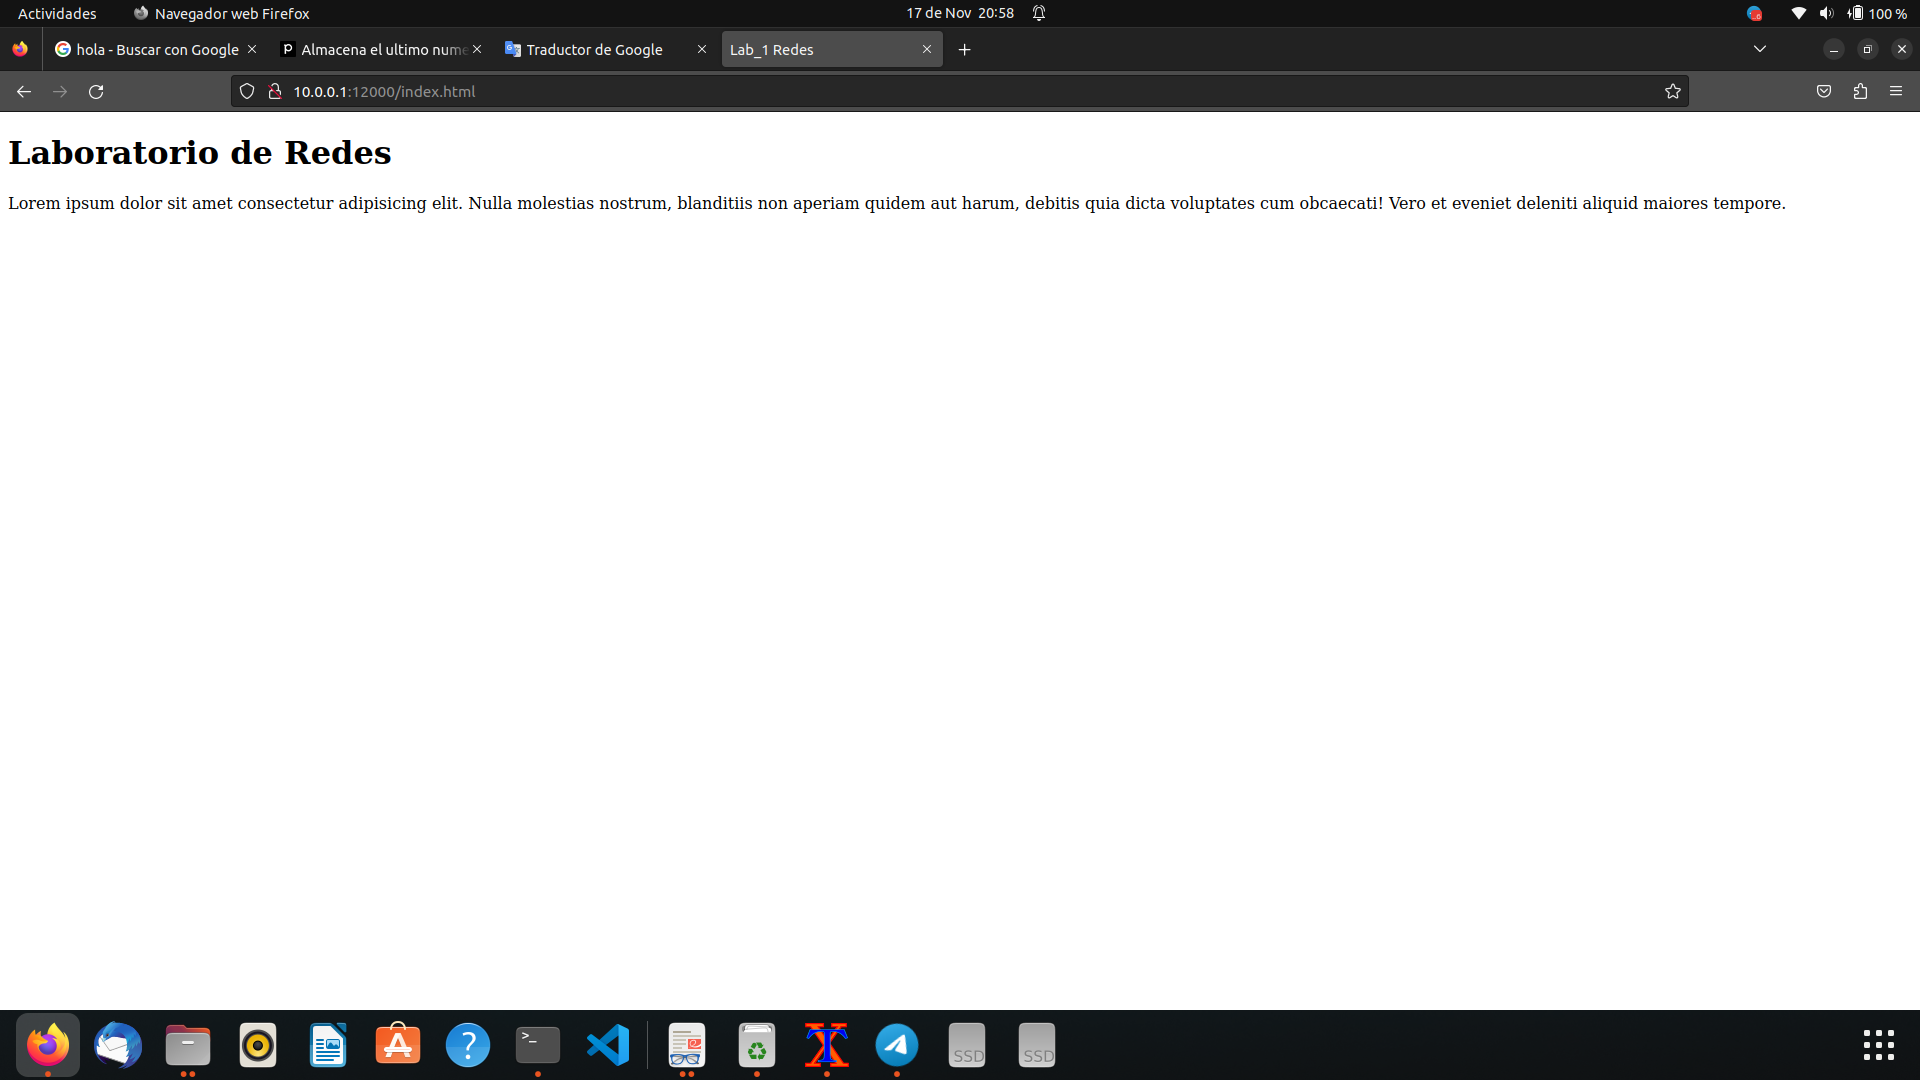 Actividades Navegador web Firefox 17 de Nov 20:58 100 %
hola - Buscar con Google Almacena el ultimo nume Traductor de Google Lab_1 Redes
10.0.0.1:12000/index.html
Laboratorio de Redes
Lorem ipsum dolor sit amet consectetur adipisicing elit. Nulla molestias nostrum, blanditiis non aperiam quidem aut harum, debitis quia dicta voluptates cum obcaecati! Vero et eveniet deleniti aliquid maiores tempore.
SSD SSD